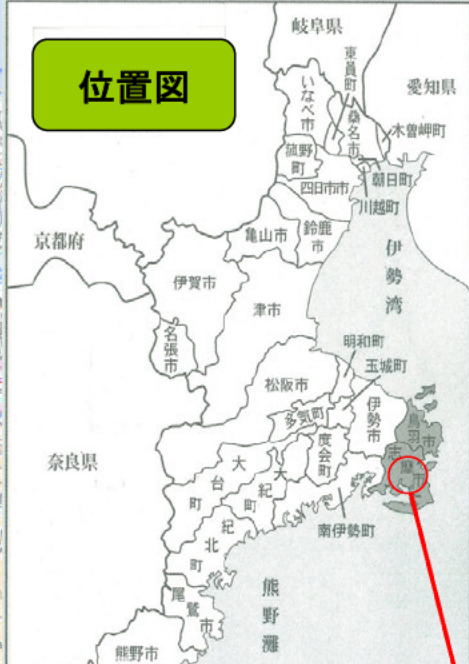 位置図
岐阜県
東員町
いなべ市
愛知県
桑名市
木曽岬町
菰野町
朝日町
四日市市
川越町
京都府
亀山市
鈴鹿市
伊勢湾
伊賀市
津市
名張市
明和町
玉城町
松阪市
伊勢市
多気町
鳥羽市
度会町
志摩市
奈良県
大台町
大紀町
南伊勢町
紀北町
熊野灘
尾鷲市
熊野市